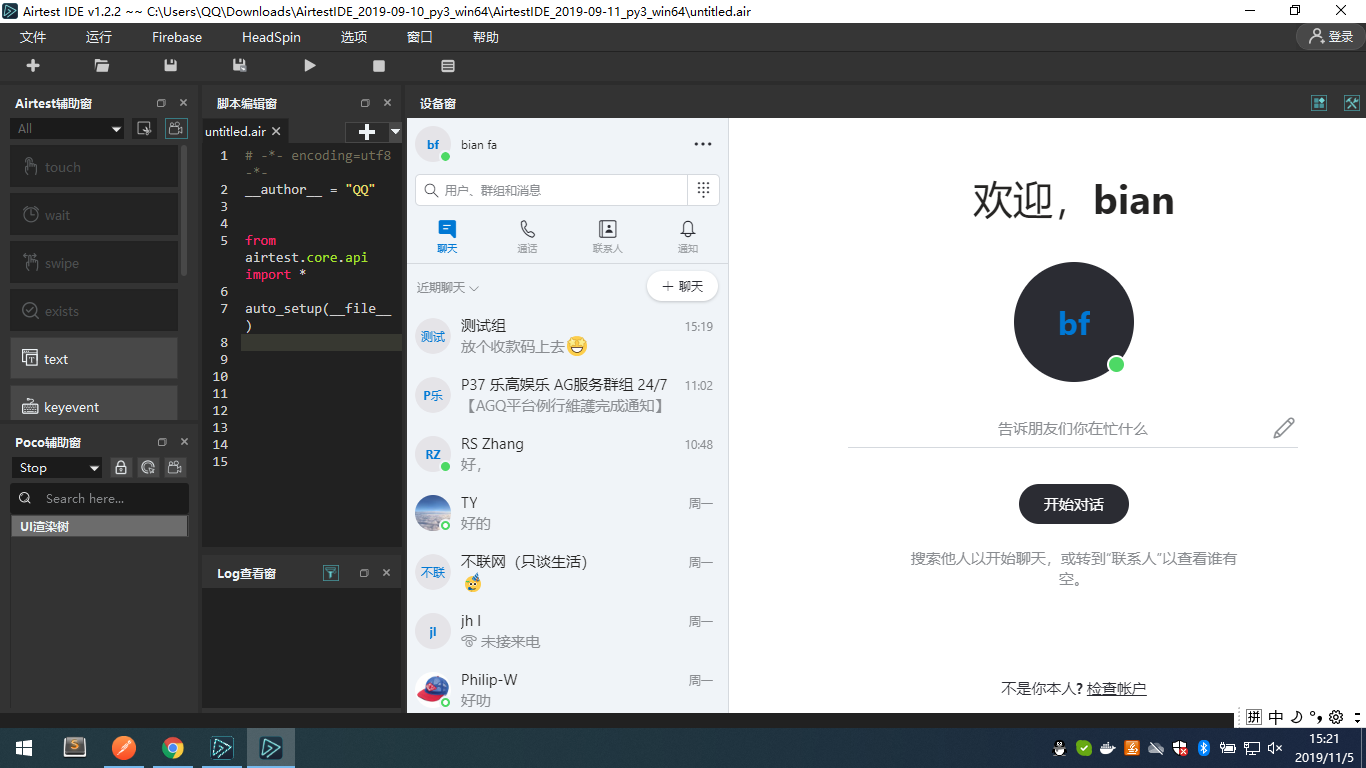 Airtest IDE v1.2.2 ~~ C:\Users\QQ\Downloads\AirtestIDE_2019-09-10_py3_win64\AirtestIDE_2019-09-11_py3_win64\untitled.air
文件 运行 Firebase HeadSpin 选项 窗口 帮助 登录
Airtest辅助窗
All
touch
wait
swipe
exists
text
keyevent
Poco辅助窗
Stop
Search here...
UI渲染树
脚本编辑窗
untitled.air
1 # -*- encoding=utf8
-*-
2 __author__ = "QQ"
3
4
5 from
airtest.core.api
import *
6
7 auto_setup(__file__
)
8
9
10
11
12
13
14
15
Log查看窗
设备窗
bf bian fa
用户、群组和消息
聊天 通话 联系人 通知
近期聊天 聊天
测试 测试组 15:19
放个收款码上去
P乐 P37 乐高娱乐 AG服务群组 24/7 11:02
【AGQ平台例行維護完成通知】
RZ RS Zhang 10:48
好，
TY 周一
好的
不联 不联网（只谈生活） 周一
jl jh l 周一
未接来电
Philip-W 周一
好叻
欢迎，bian
bf
告诉朋友们你在忙什么
开始对话
搜索他人以开始聊天，或转到“联系人”以查看谁有
空。
不是你本人? 检查帐户
拼 中
15:21
2019/11/5